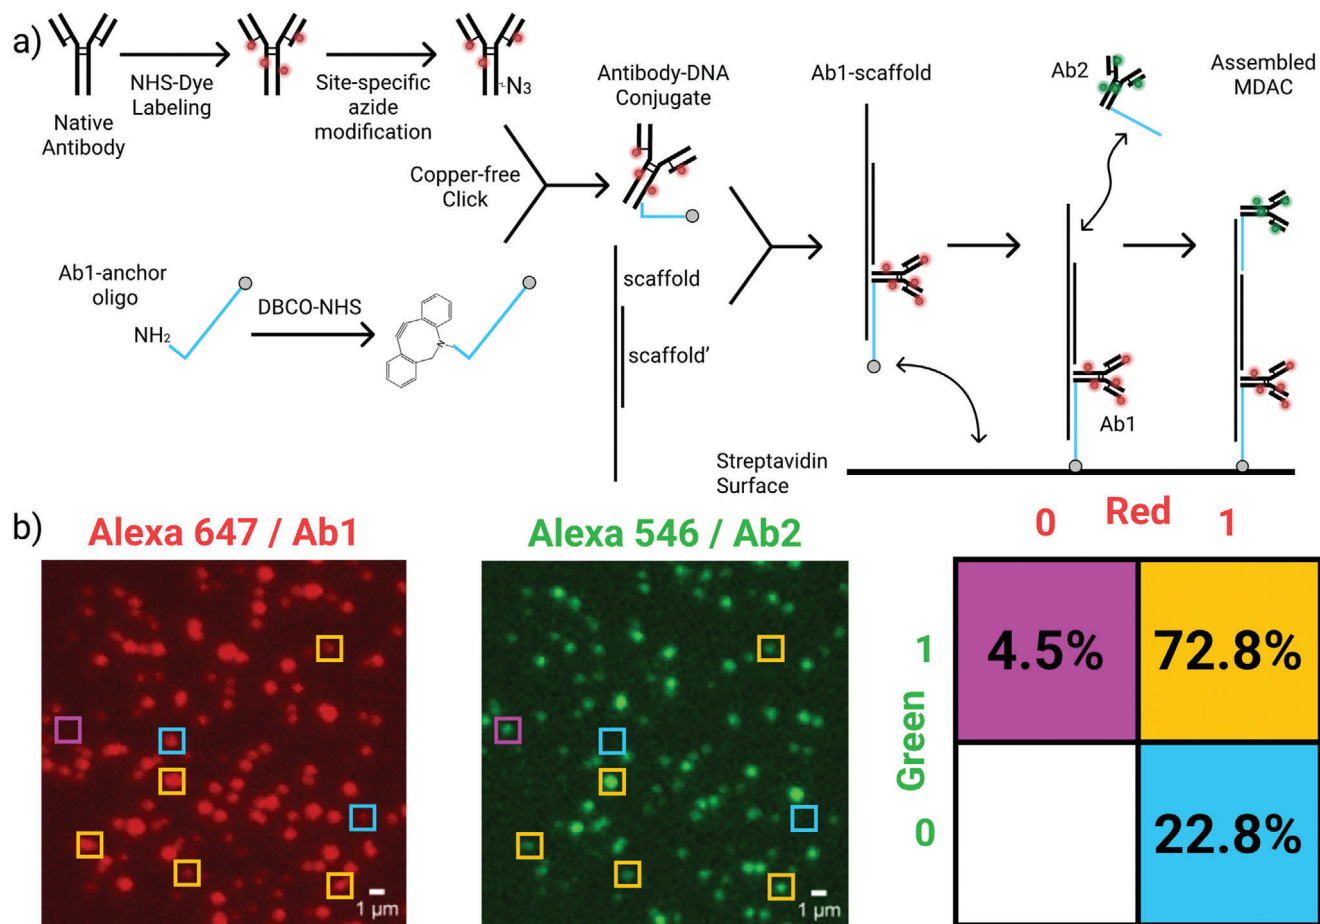 a)
NHS-Dye
Labeling
Site-specific
azide
modification
N3
Native
Antibody
Antibody-DNA
Conjugate
Ab1-scaffold
Ab2
Assembled
MDAC
Copper-free
Click
Ab1-anchor
oligo
NH2
DBCO-NHS
N
scaffold
scaffold'
Ab1
Streptavidin
Surface
b)
Alexa 647 / Ab1
Alexa 546 / Ab2
Red
0
1
Green
1
0
4.5%
72.8%
22.8%
1 µm
1 µm